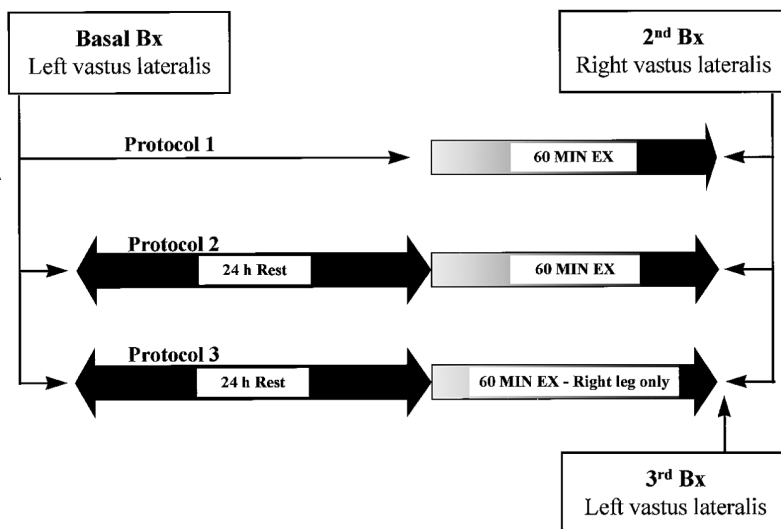 Basal Bx
Left vastus lateralis
2nd Bx
Right vastus lateralis
Protocol 1
60 MIN EX
Protocol 2
24 h Rest
60 MIN EX
Protocol 3
24 h Rest
60 MIN EX - Right leg only
3rd Bx
Left vastus lateralis